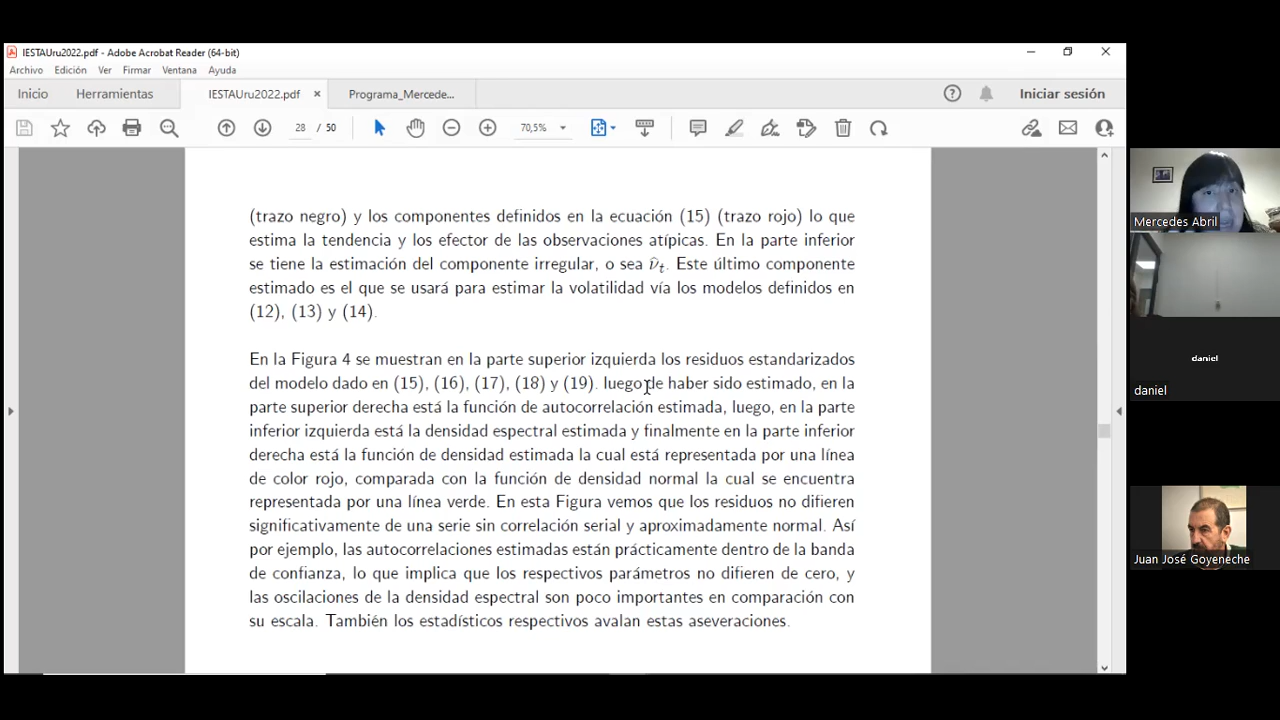 IESTAUru2022.pdf - Adobe Acrobat Reader (64-bit)
Archivo Edición Ver Firmar Ventana Ayuda
Inicio Herramientas IESTAUru2022.pdf × Programa_Mercede... Iniciar sesión
28 / 50 70,5%
(trazo negro) y los componentes definidos en la ecuación (15) (trazo rojo) lo que
estima la tendencia y los efector de las observaciones atípicas. En la parte inferior
se tiene la estimación del componente irregular, o sea ν̂ₜ. Este último componente
estimado es el que se usará para estimar la volatilidad vía los modelos definidos en
(12), (13) y (14).
En la Figura 4 se muestran en la parte superior izquierda los residuos estandarizados
del modelo dado en (15), (16), (17), (18) y (19). luego de haber sido estimado, en la
parte superior derecha está la función de autocorrelación estimada, luego, en la parte
inferior izquierda está la densidad espectral estimada y finalmente en la parte inferior
derecha está la función de densidad estimada la cual está representada por una línea
de color rojo, comparada con la función de densidad normal la cual se encuentra
representada por una línea verde. En esta Figura vemos que los residuos no difieren
significativamente de una serie sin correlación serial y aproximadamente normal. Así
por ejemplo, las autocorrelaciones estimadas están prácticamente dentro de la banda
de confianza, lo que implica que los respectivos parámetros no difieren de cero, y
las oscilaciones de la densidad espectral son poco importantes en comparación con
su escala. También los estadísticos respectivos avalan estas aseveraciones.
Mercedes Abril
daniel
daniel
Juan José Goyeneche